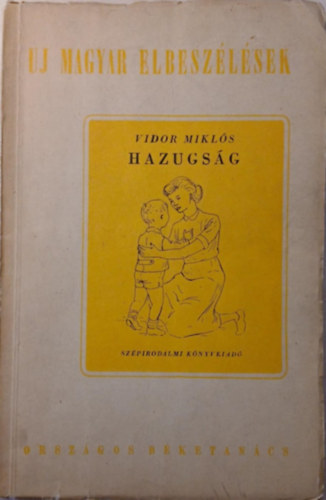 UJ MAGYAR ELBESZÉLÉSEK
VIDOR MIKLÓS
HAZUGSÁG
SZÉPIRODALMI KÖNYVKIADÓ
ORSZÁGOS BÉKETANÁCS